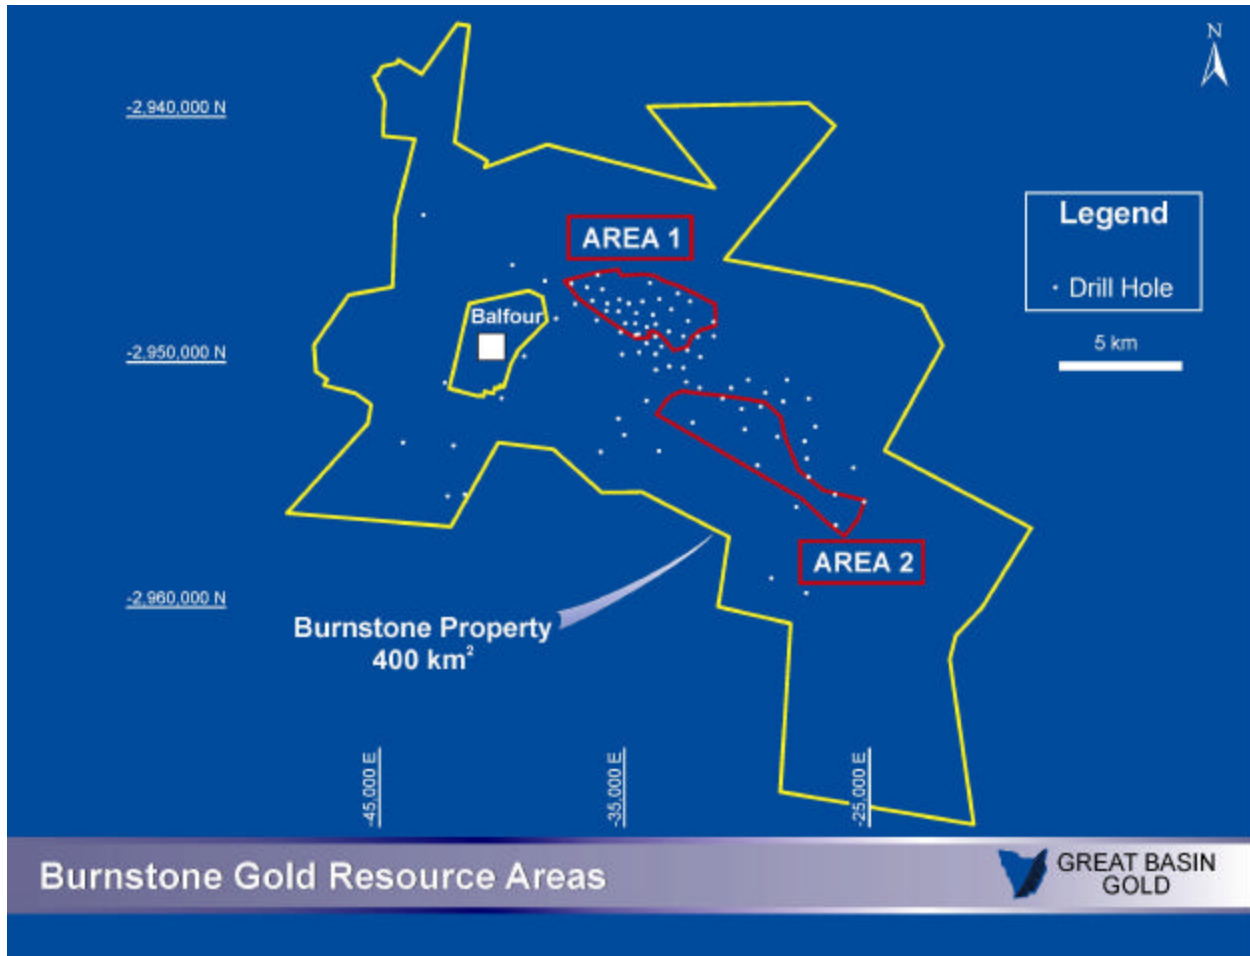 N
-2,940,000 N
Legend
Drill Hole
AREA 1
Balfour
-2,950,000 N
5 km
AREA 2
-2,960,000 N
Burnstone Property
400 km²
-45,000 E
-35,000 E
-25,000 E
Burnstone Gold Resource Areas
GREAT BASIN
GOLD